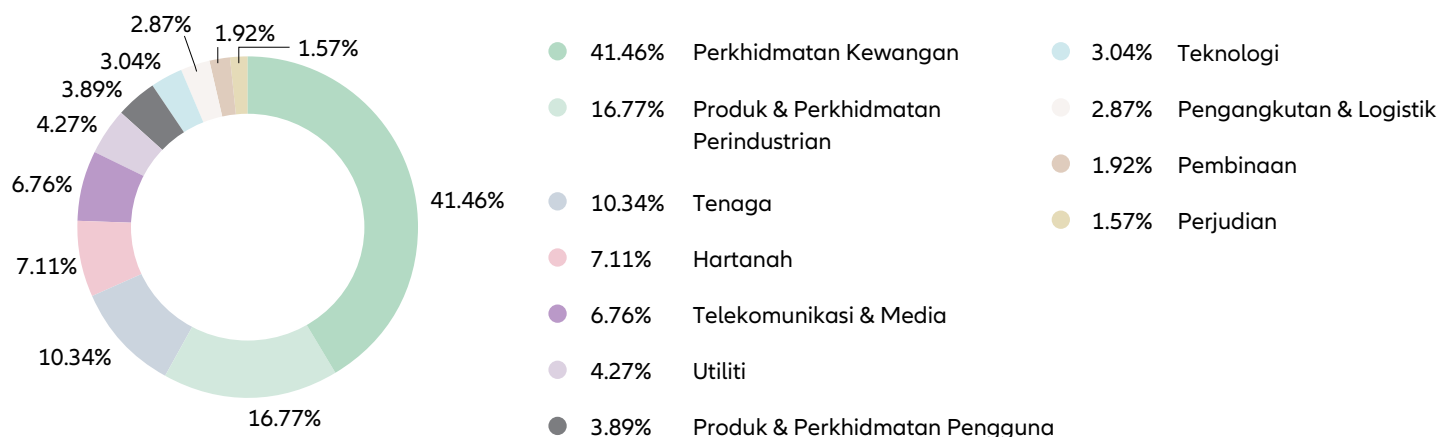 2.87%
1.92%
1.57%
3.04%
3.89%
4.27%
6.76%
7.11%
10.34%
16.77%
41.46%
41.46% Perkhidmatan Kewangan
16.77% Produk & Perkhidmatan
Perindustrian
10.34% Tenaga
7.11% Hartanah
6.76% Telekomunikasi & Media
4.27% Utiliti
3.89% Produk & Perkhidmatan Pengguna
3.04% Teknologi
2.87% Pengangkutan & Logistik
1.92% Pembinaan
1.57% Perjudian